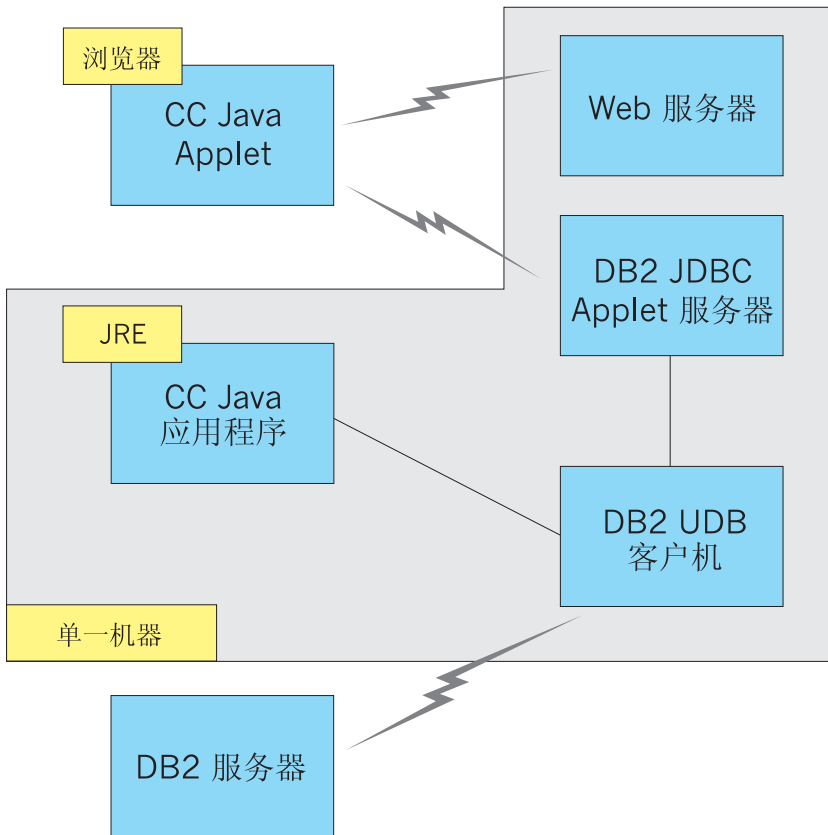 浏览器
CC Java
Applet
Web 服务器
DB2 JDBC
Applet 服务器
JRE
CC Java
应用程序
DB2 UDB
客户机
单一机器
DB2 服务器